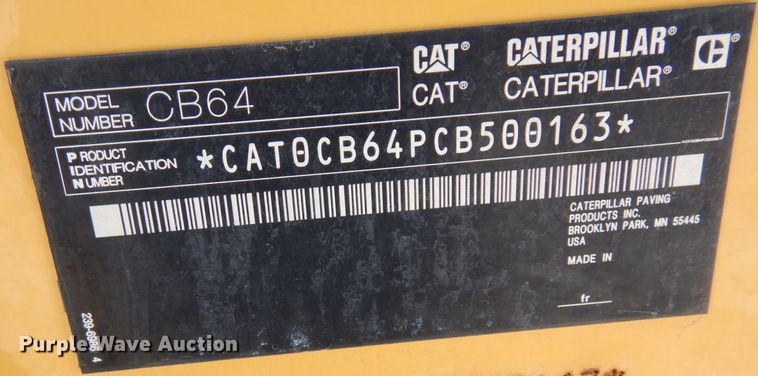 CAT CATERPILLAR C
CAT® CATERPILLAR®
MODEL NUMBER CB64
PRODUCT IDENTIFICATION NUMBER
*CAT0CB64PCB500163*
CATERPILLAR PAVING
PRODUCTS INC.
BROOKLYN PARK, MN 55445
USA
MADE IN
fr
Purple Wave Auction